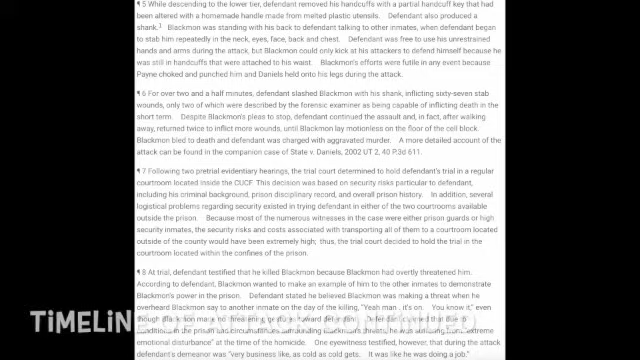 ¶ 5 While descending to the lower tier, defendant removed his handcuffs with a partial handcuff key that had
been altered with a homemade handle made from melted plastic utensils. Defendant also produced a
shank.1 Blackmon was standing with his back to defendant talking to other inmates, when defendant began
to stab him repeatedly in the neck, eyes, face, back and chest. Defendant was free to use his unrestrained
hands and arms during the attack, but Blackmon could only kick at his attackers to defend himself because he
was still in handcuffs that were attached to his waist. Blackmon's efforts were futile in any event because
Payne choked and punched him and Daniels held onto his legs during the attack.
¶ 6 For over two and a half minutes, defendant slashed Blackmon with his shank, inflicting sixty-seven stab
wounds, only two of which were described by the forensic examiner as being capable of inflicting death in the
short term. Despite Blackmon's pleas to stop, defendant continued the assault and, in fact, after walking
away, returned twice to inflict more wounds, until Blackmon lay motionless on the floor of the cell block.
Blackmon bled to death and defendant was charged with aggravated murder. A more detailed account of the
attack can be found in the companion case of State v. Daniels, 2002 UT 2, 40 P.3d 611.
¶ 7 Following two pretrial evidentiary hearings, the trial court determined to hold defendant's trial in a regular
courtroom located inside the CUCF. This decision was based on security risks particular to defendant,
including his criminal background, prison disciplinary record, and overall prison history. In addition, several
logistical problems regarding security existed in trying defendant in either of the two courtrooms available
outside the prison. Because most of the numerous witnesses in the case were either prison guards or high
security inmates, the security risks and costs associated with transporting all of them to a courtroom located
outside of the county would have been extremely high; thus, the trial court decided to hold the trial in the
courtroom located within the confines of the prison.
¶ 8 At trial, defendant testified that he killed Blackmon because Blackmon had overtly threatened him.
According to defendant, Blackmon wanted to make an example of him to the other inmates to demonstrate
Blackmon's power in the prison. Defendant stated he believed Blackmon was making a threat when he
overheard Blackmon say to another inmate on the day of the killing, "Yeah man, it's on. You know it," even
though Blackmon made no threatening gesture toward defendant. Defendant
TiMELiNE OF ATTACK CONTINUED
emotional disturbance" at the time of the homicide. One eyewitness testified, however, that during the attack
defendant's demeanor was "very business like, as cold as cold gets. It was like he was doing a job."